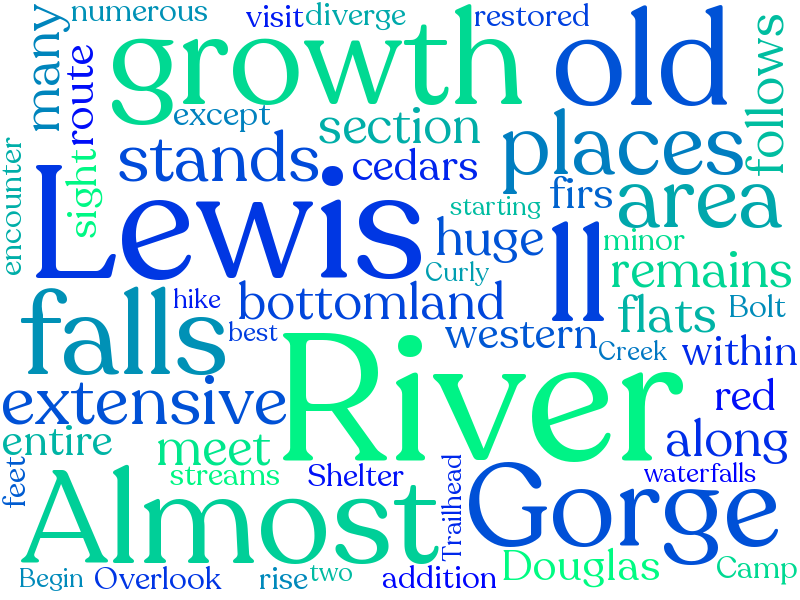 numerous
visit
diverge
restored
many
route
growth
old
follows
except
section
places
encounter
sight
stands
cedars
firs
area
Lewis
starting
huge
ll
minor
remains
Curly
falls
hike
bottomland
flats
Bolt
best
western
Creek
within
extensive
River
red
entire
meet
along
feet
streams
Shelter
Trailhead
waterfalls
Almost
Gorge
Begin
Overlook
rise
two
addition
Douglas
Camp